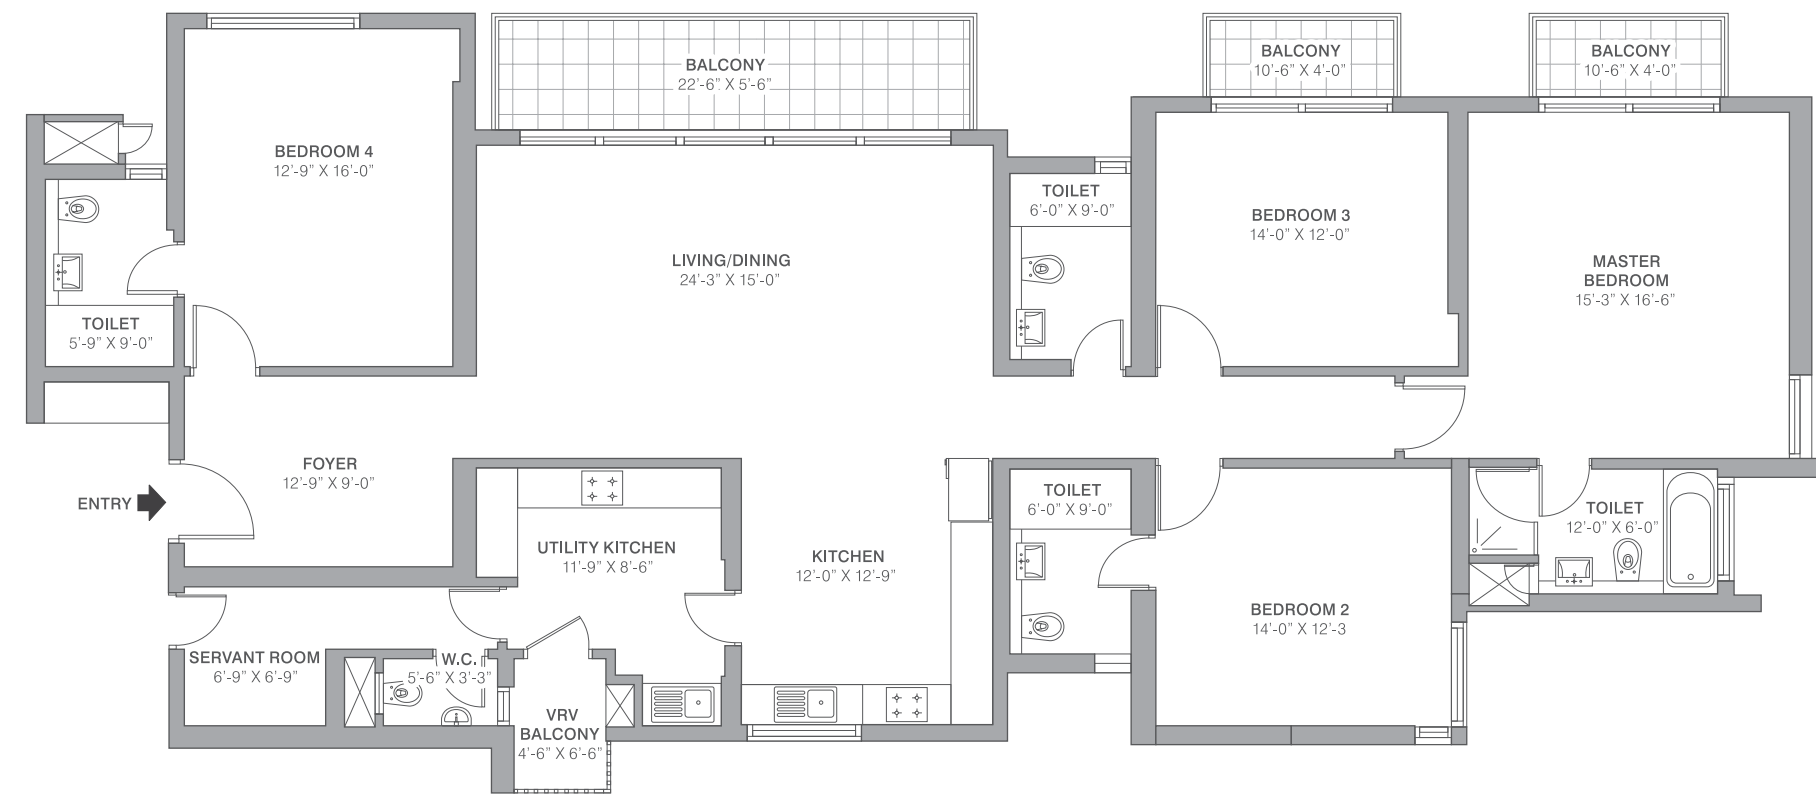 BALCONY
22'-6" X 5'-6"
BALCONY
10'-6" X 4'-0"
BALCONY
10'-6" X 4'-0"
BEDROOM 4
12'-9" X 16'-0"
TOILET
6'-0" X 9'-0"
BEDROOM 3
14'-0" X 12'-0"
LIVING/DINING
24'-3" X 15'-0"
MASTER
BEDROOM
15'-3" X 16'-6"
TOILET
5'-9" X 9'-0"
FOYER
12'-9" X 9'-0"
ENTRY
TOILET
6'-0" X 9'-0"
TOILET
12'-0" X 6'-0"
UTILITY KITCHEN
11'-9" X 8'-6"
KITCHEN
12'-0" X 12'-9"
BEDROOM 2
14'-0" X 12'-3
SERVANT ROOM
6'-9" X 6'-9"
W.C.
5'-6" X 3'-3"
VRV
BALCONY
4'-6" X 6'-6"